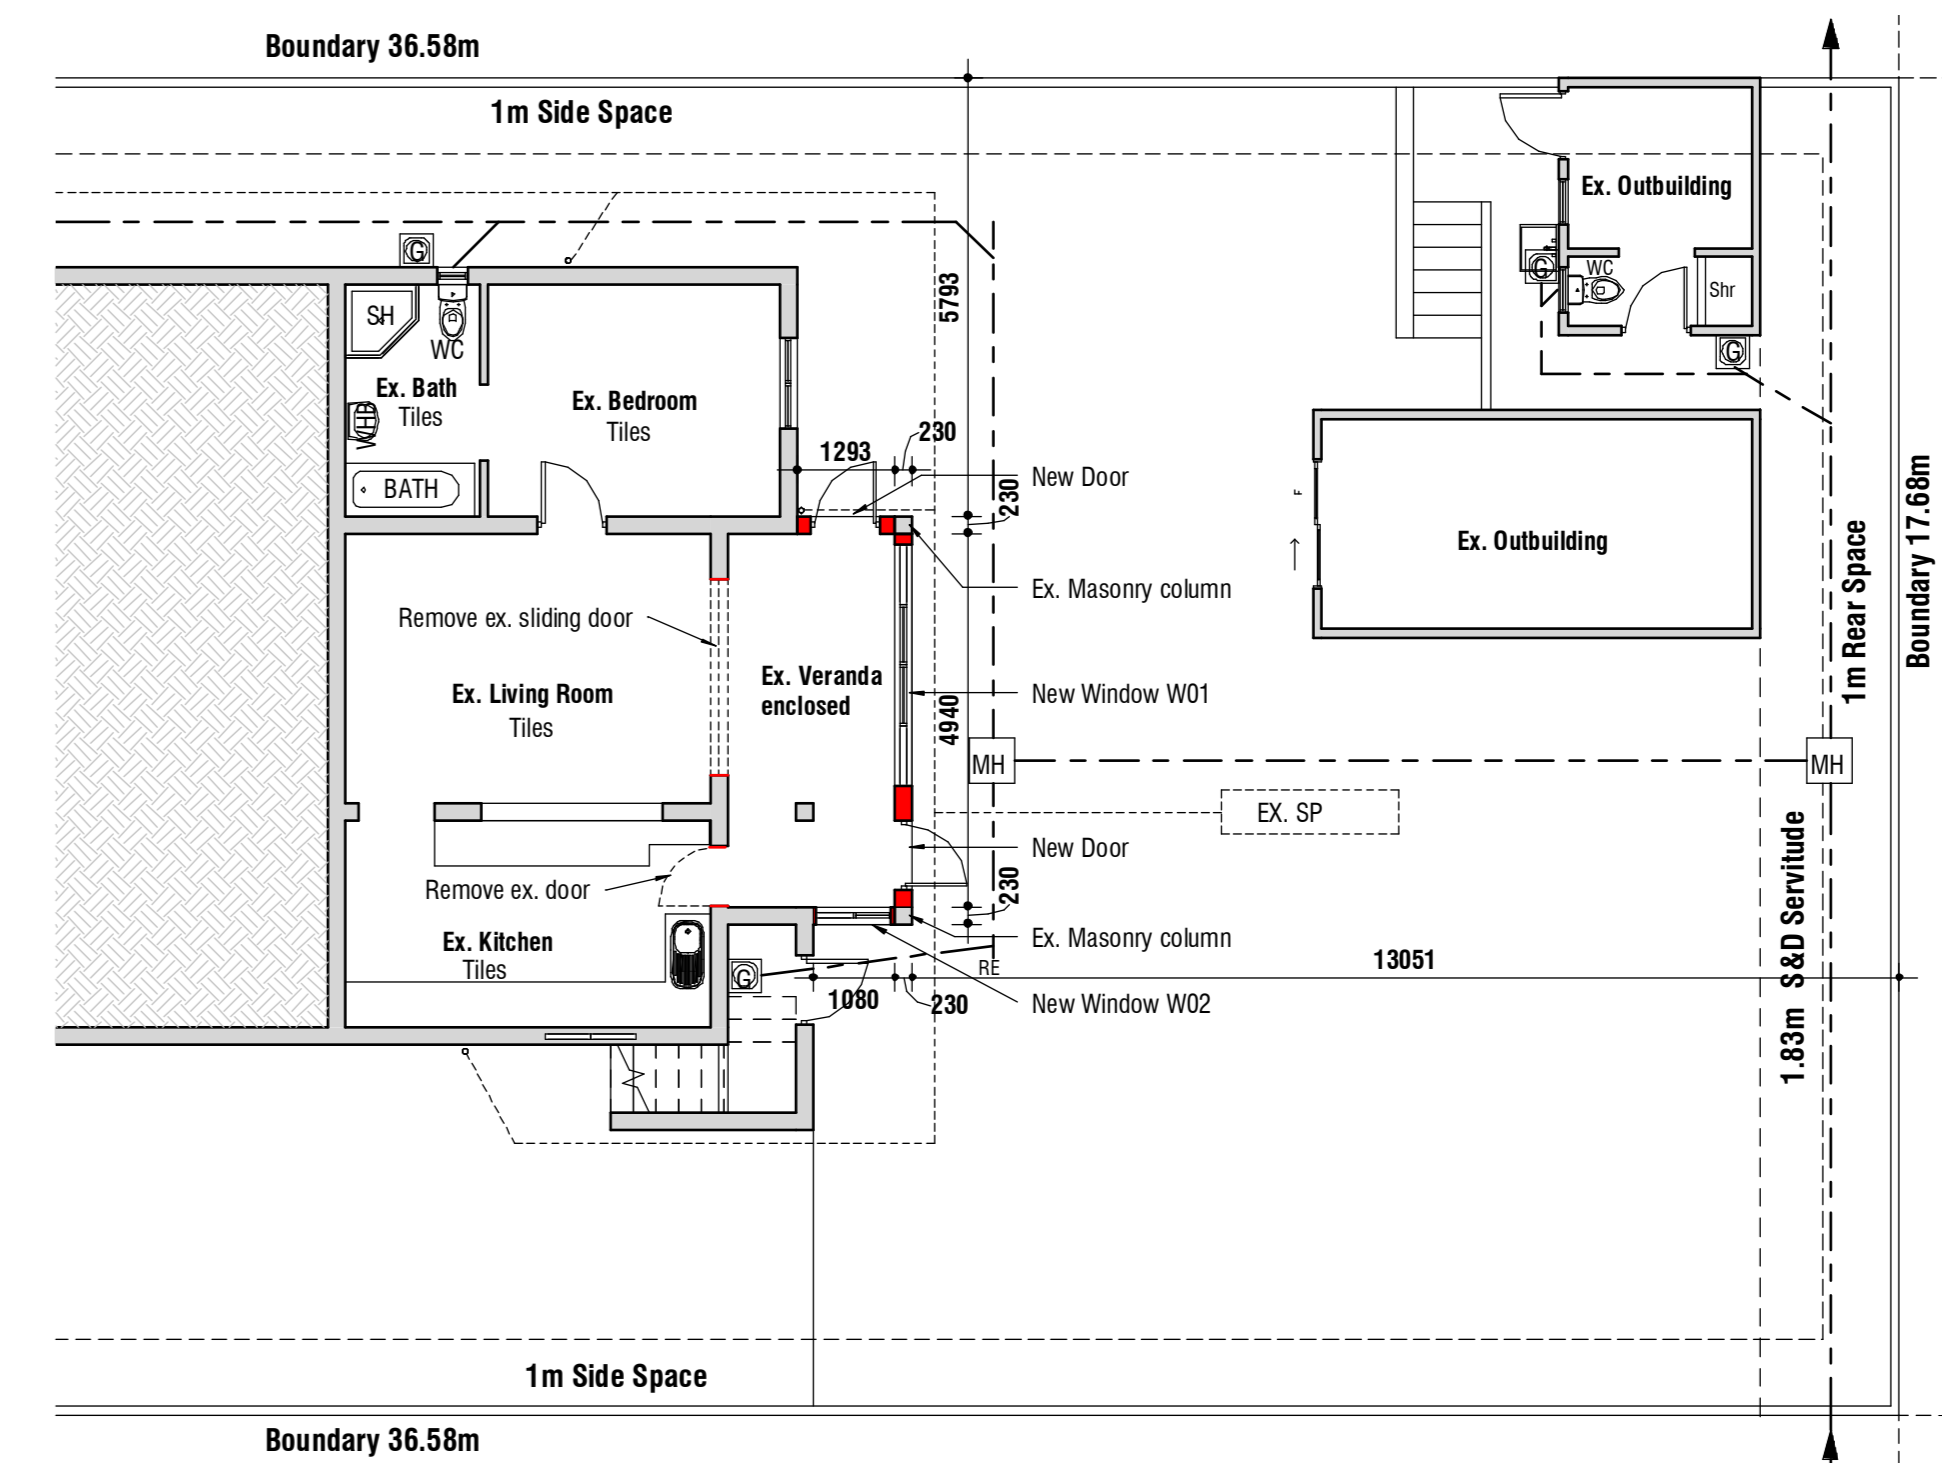 Boundary 36.58m
1m Side Space
Ex. Outbuilding
G
5793
G
WC
Shr
SH
WC
G
Ex. Bath
Tiles
Ex. Bedroom
Tiles
WHB
BATH
1293
230
New Door
230
F
Ex. Outbuilding
1m Rear Space
Boundary 17.68m
Ex. Masonry column
Remove ex. sliding door
Ex. Veranda
enclosed
Ex. Living Room
Tiles
New Window W01
4940
MH
MH
EX. SP
New Door
Remove ex. door
230
Ex. Kitchen
Tiles
Ex. Masonry column
G
RE
13051
1080
230
New Window W02
1.83m S&D Servitude
1m Side Space
Boundary 36.58m